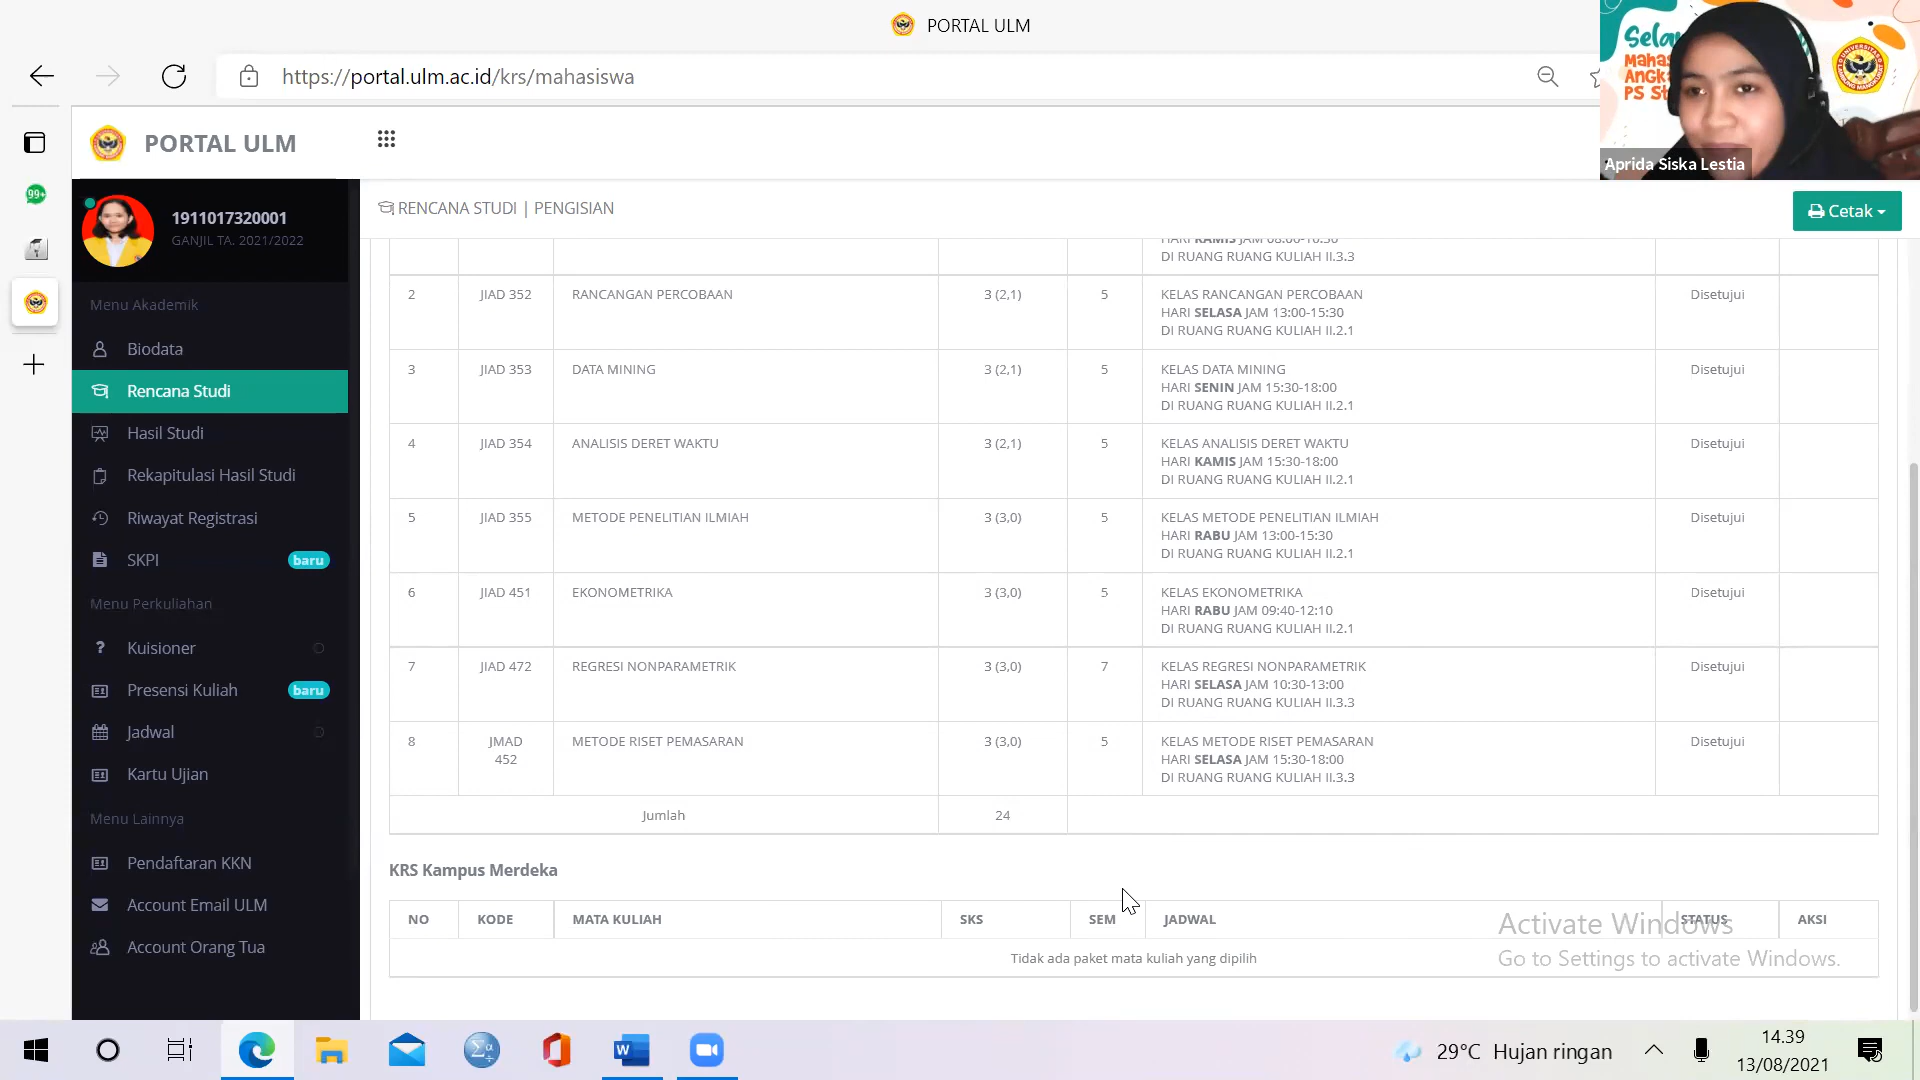 PORTAL ULM
https://portal.ulm.ac.id/krs/mahasiswa
Aprida Siska Lestia
PORTAL ULM
99+
1911017320001
GANJIL TA. 2021/2022
RENCANA STUDI | PENGISIAN
Cetak
Menu Akademik
Biodata
Rencana Studi
Hasil Studi
Rekapitulasi Hasil Studi
Riwayat Registrasi
SKPI baru
Menu Perkuliahan
Kuisioner
Presensi Kuliah baru
Jadwal
Kartu Ujian
Menu Lainnya
Pendaftaran KKN
Account Email ULM
Account Orang Tua
DI RUANG RUANG KULIAH II.3.3
2 JIAD 352 RANCANGAN PERCOBAAN 3 (2,1) 5 KELAS RANCANGAN PERCOBAAN Disetujui
HARI SELASA JAM 13:00-15:30
DI RUANG RUANG KULIAH II.2.1
3 JIAD 353 DATA MINING 3 (2,1) 5 KELAS DATA MINING Disetujui
HARI SENIN JAM 15:30-18:00
DI RUANG RUANG KULIAH II.2.1
4 JIAD 354 ANALISIS DERET WAKTU 3 (2,1) 5 KELAS ANALISIS DERET WAKTU Disetujui
HARI KAMIS JAM 15:30-18:00
DI RUANG RUANG KULIAH II.2.1
5 JIAD 355 METODE PENELITIAN ILMIAH 3 (3,0) 5 KELAS METODE PENELITIAN ILMIAH Disetujui
HARI RABU JAM 13:00-15:30
DI RUANG RUANG KULIAH II.2.1
6 JIAD 451 EKONOMETRIKA 3 (3,0) 5 KELAS EKONOMETRIKA Disetujui
HARI RABU JAM 09:40-12:10
DI RUANG RUANG KULIAH II.2.1
7 JIAD 472 REGRESI NONPARAMETRIK 3 (3,0) 7 KELAS REGRESI NONPARAMETRIK Disetujui
HARI SELASA JAM 10:30-13:00
DI RUANG RUANG KULIAH II.3.3
8 JMAD 452 METODE RISET PEMASARAN 3 (3,0) 5 KELAS METODE RISET PEMASARAN Disetujui
HARI SELASA JAM 15:30-18:00
DI RUANG RUANG KULIAH II.3.3
Jumlah 24
KRS Kampus Merdeka
NO KODE MATA KULIAH SKS SEM JADWAL STATUS AKSI
Tidak ada paket mata kuliah yang dipilih
Activate Windows
Go to Settings to activate Windows.
29°C Hujan ringan
14.39
13/08/2021